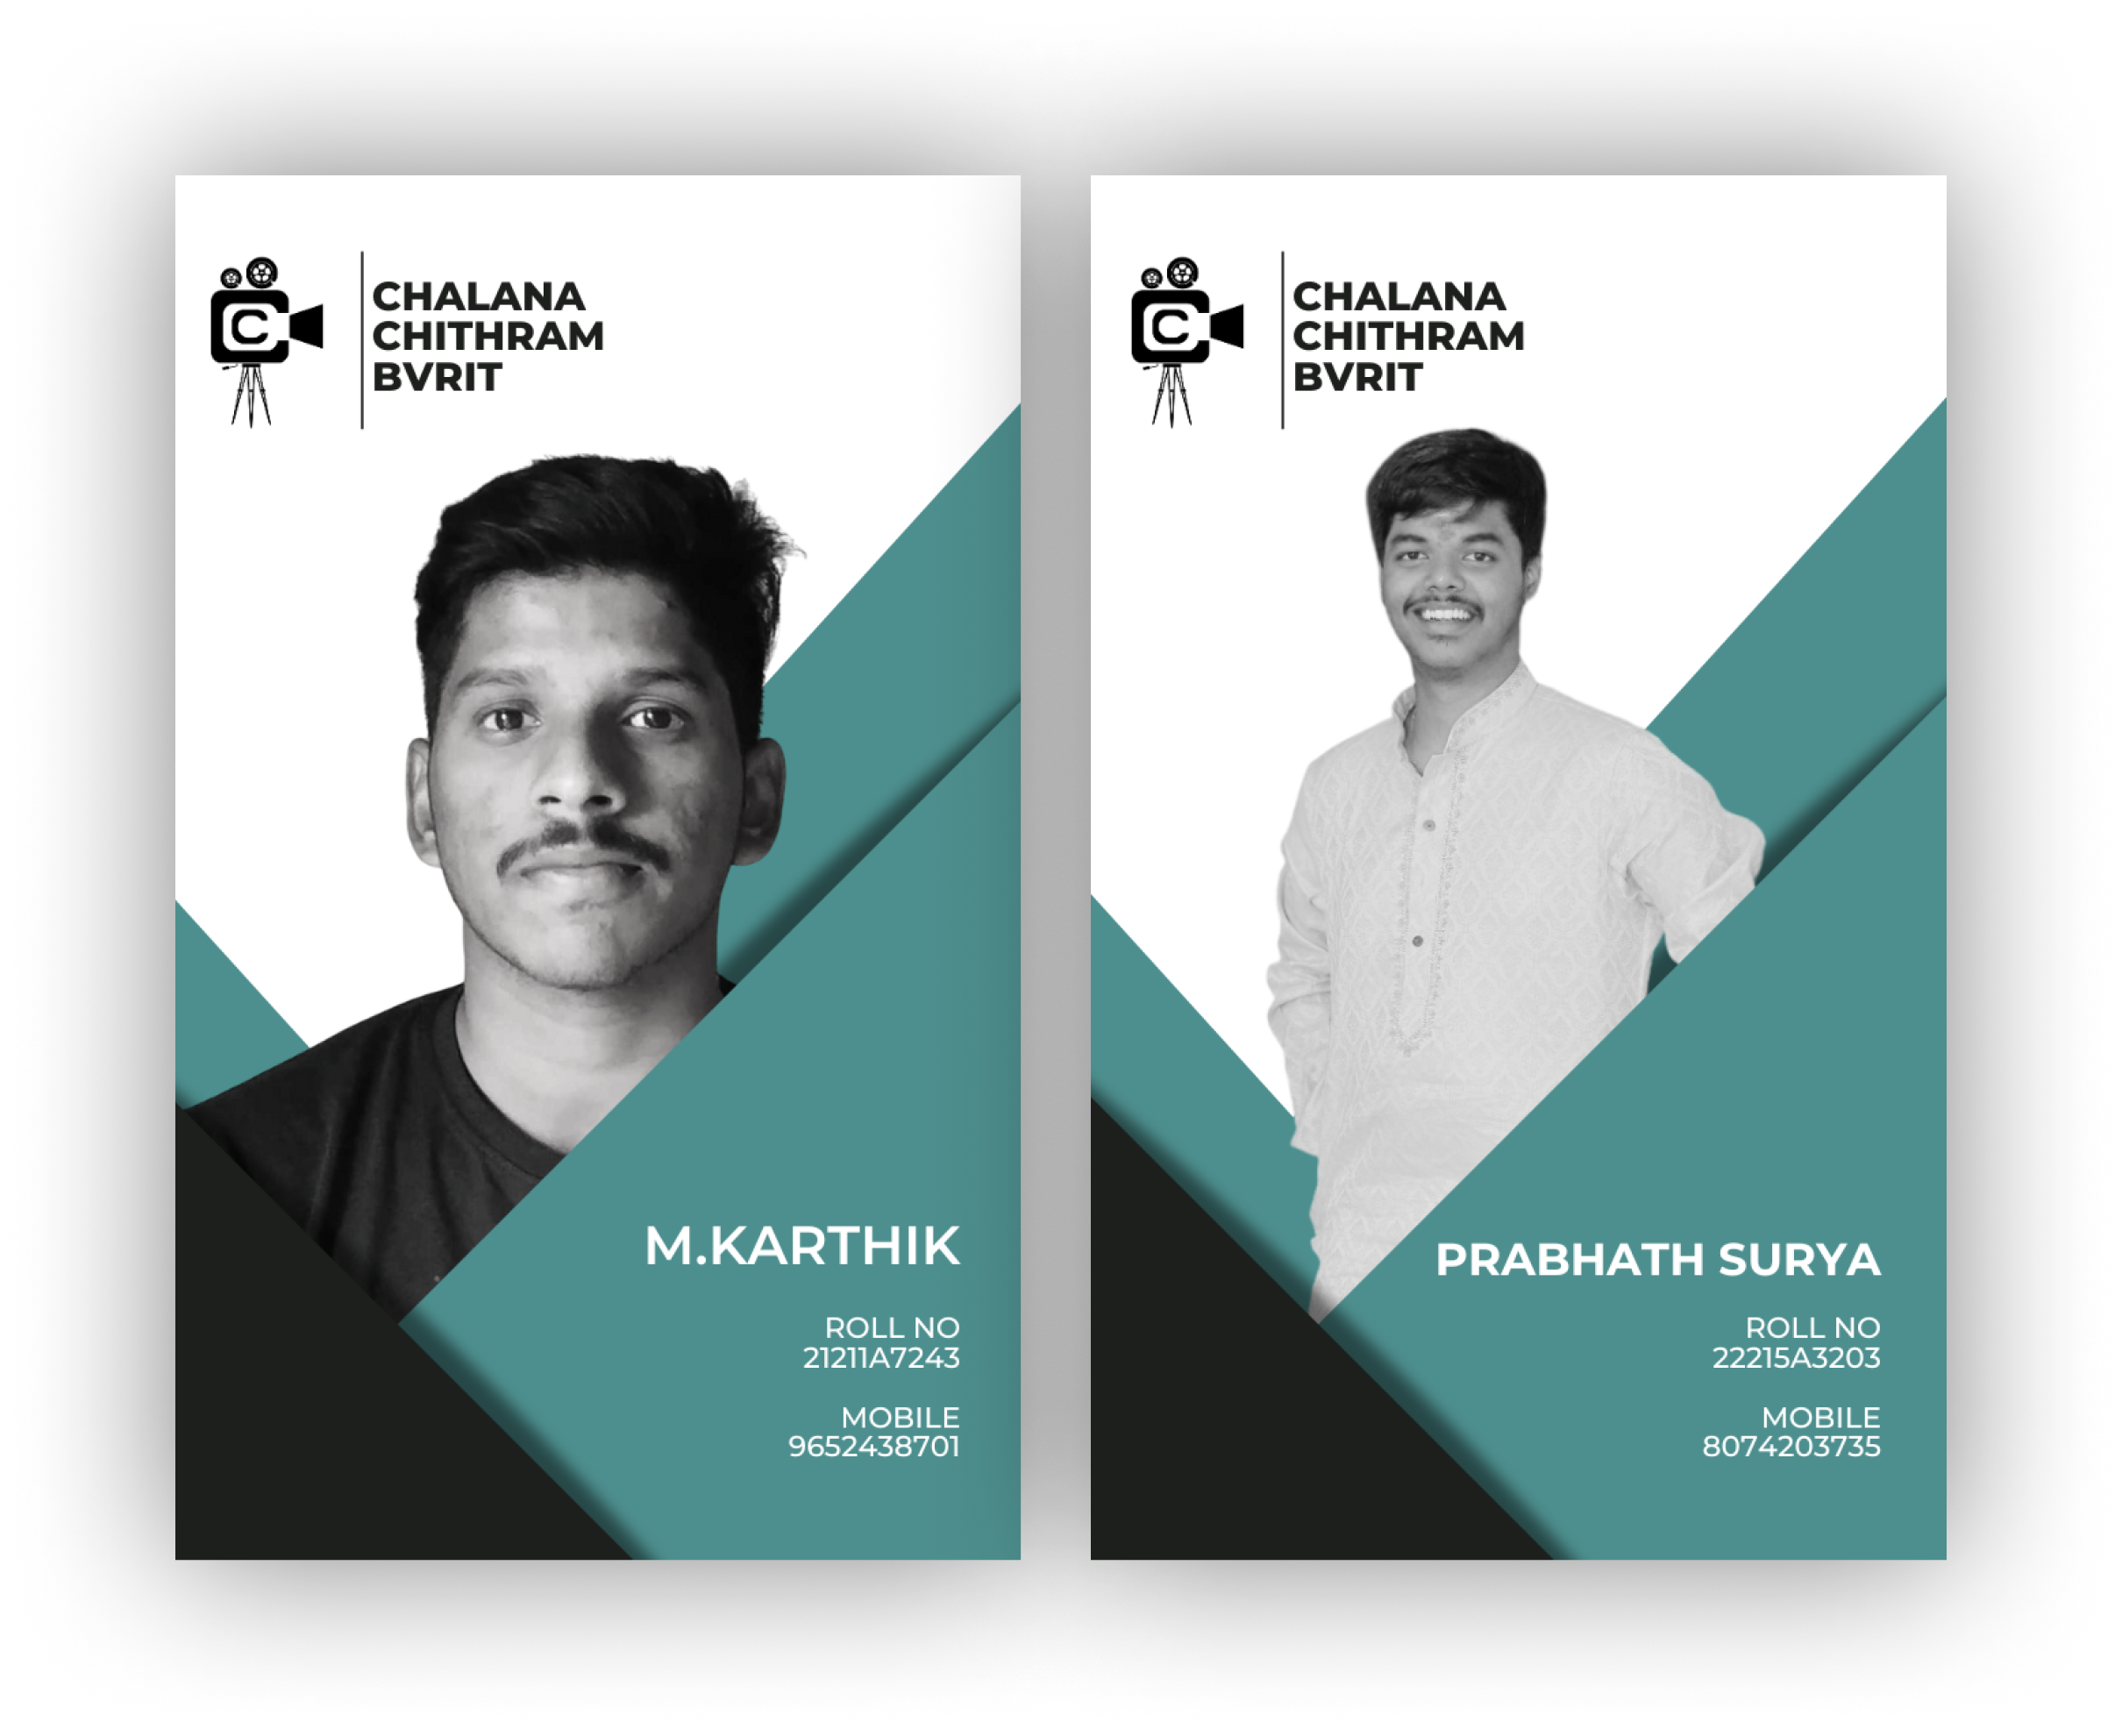 CHALANA
CHITHRAM
BVRIT
M.KARTHIK
ROLL NO
21211A7243
MOBILE
9652438701
CHALANA
CHITHRAM
BVRIT
PRABHATH SURYA
ROLL NO
22215A3203
MOBILE
8074203735